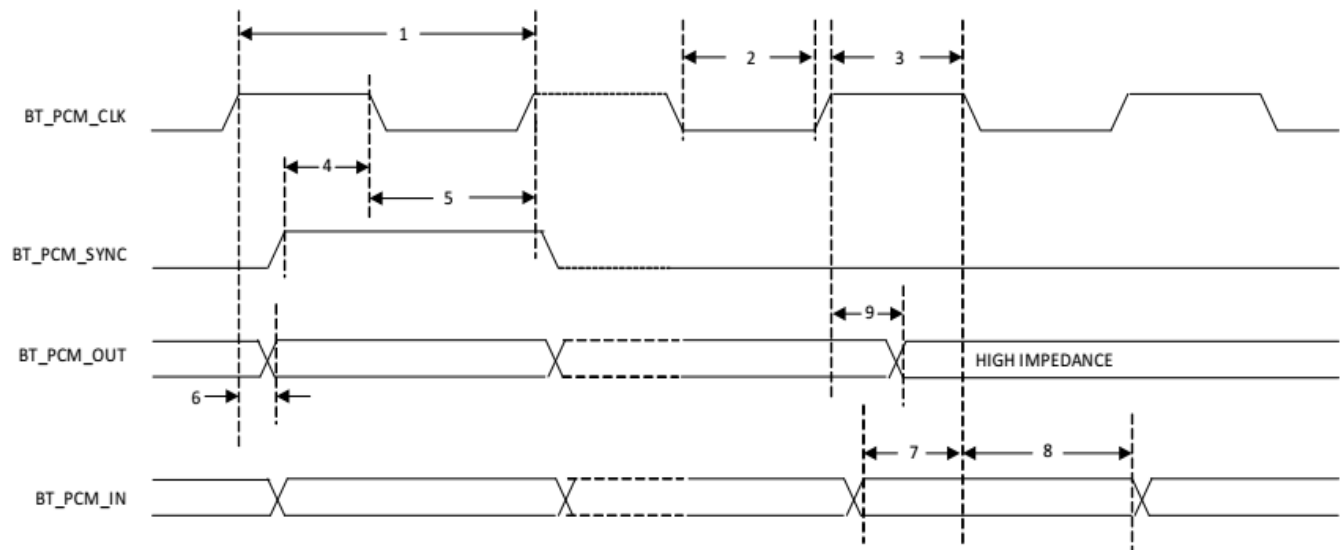 1
2
3
BT_PCM_CLK
4
5
BT_PCM_SYNC
9
BT_PCM_OUT
HIGH IMPEDANCE
6
7
8
BT_PCM_IN